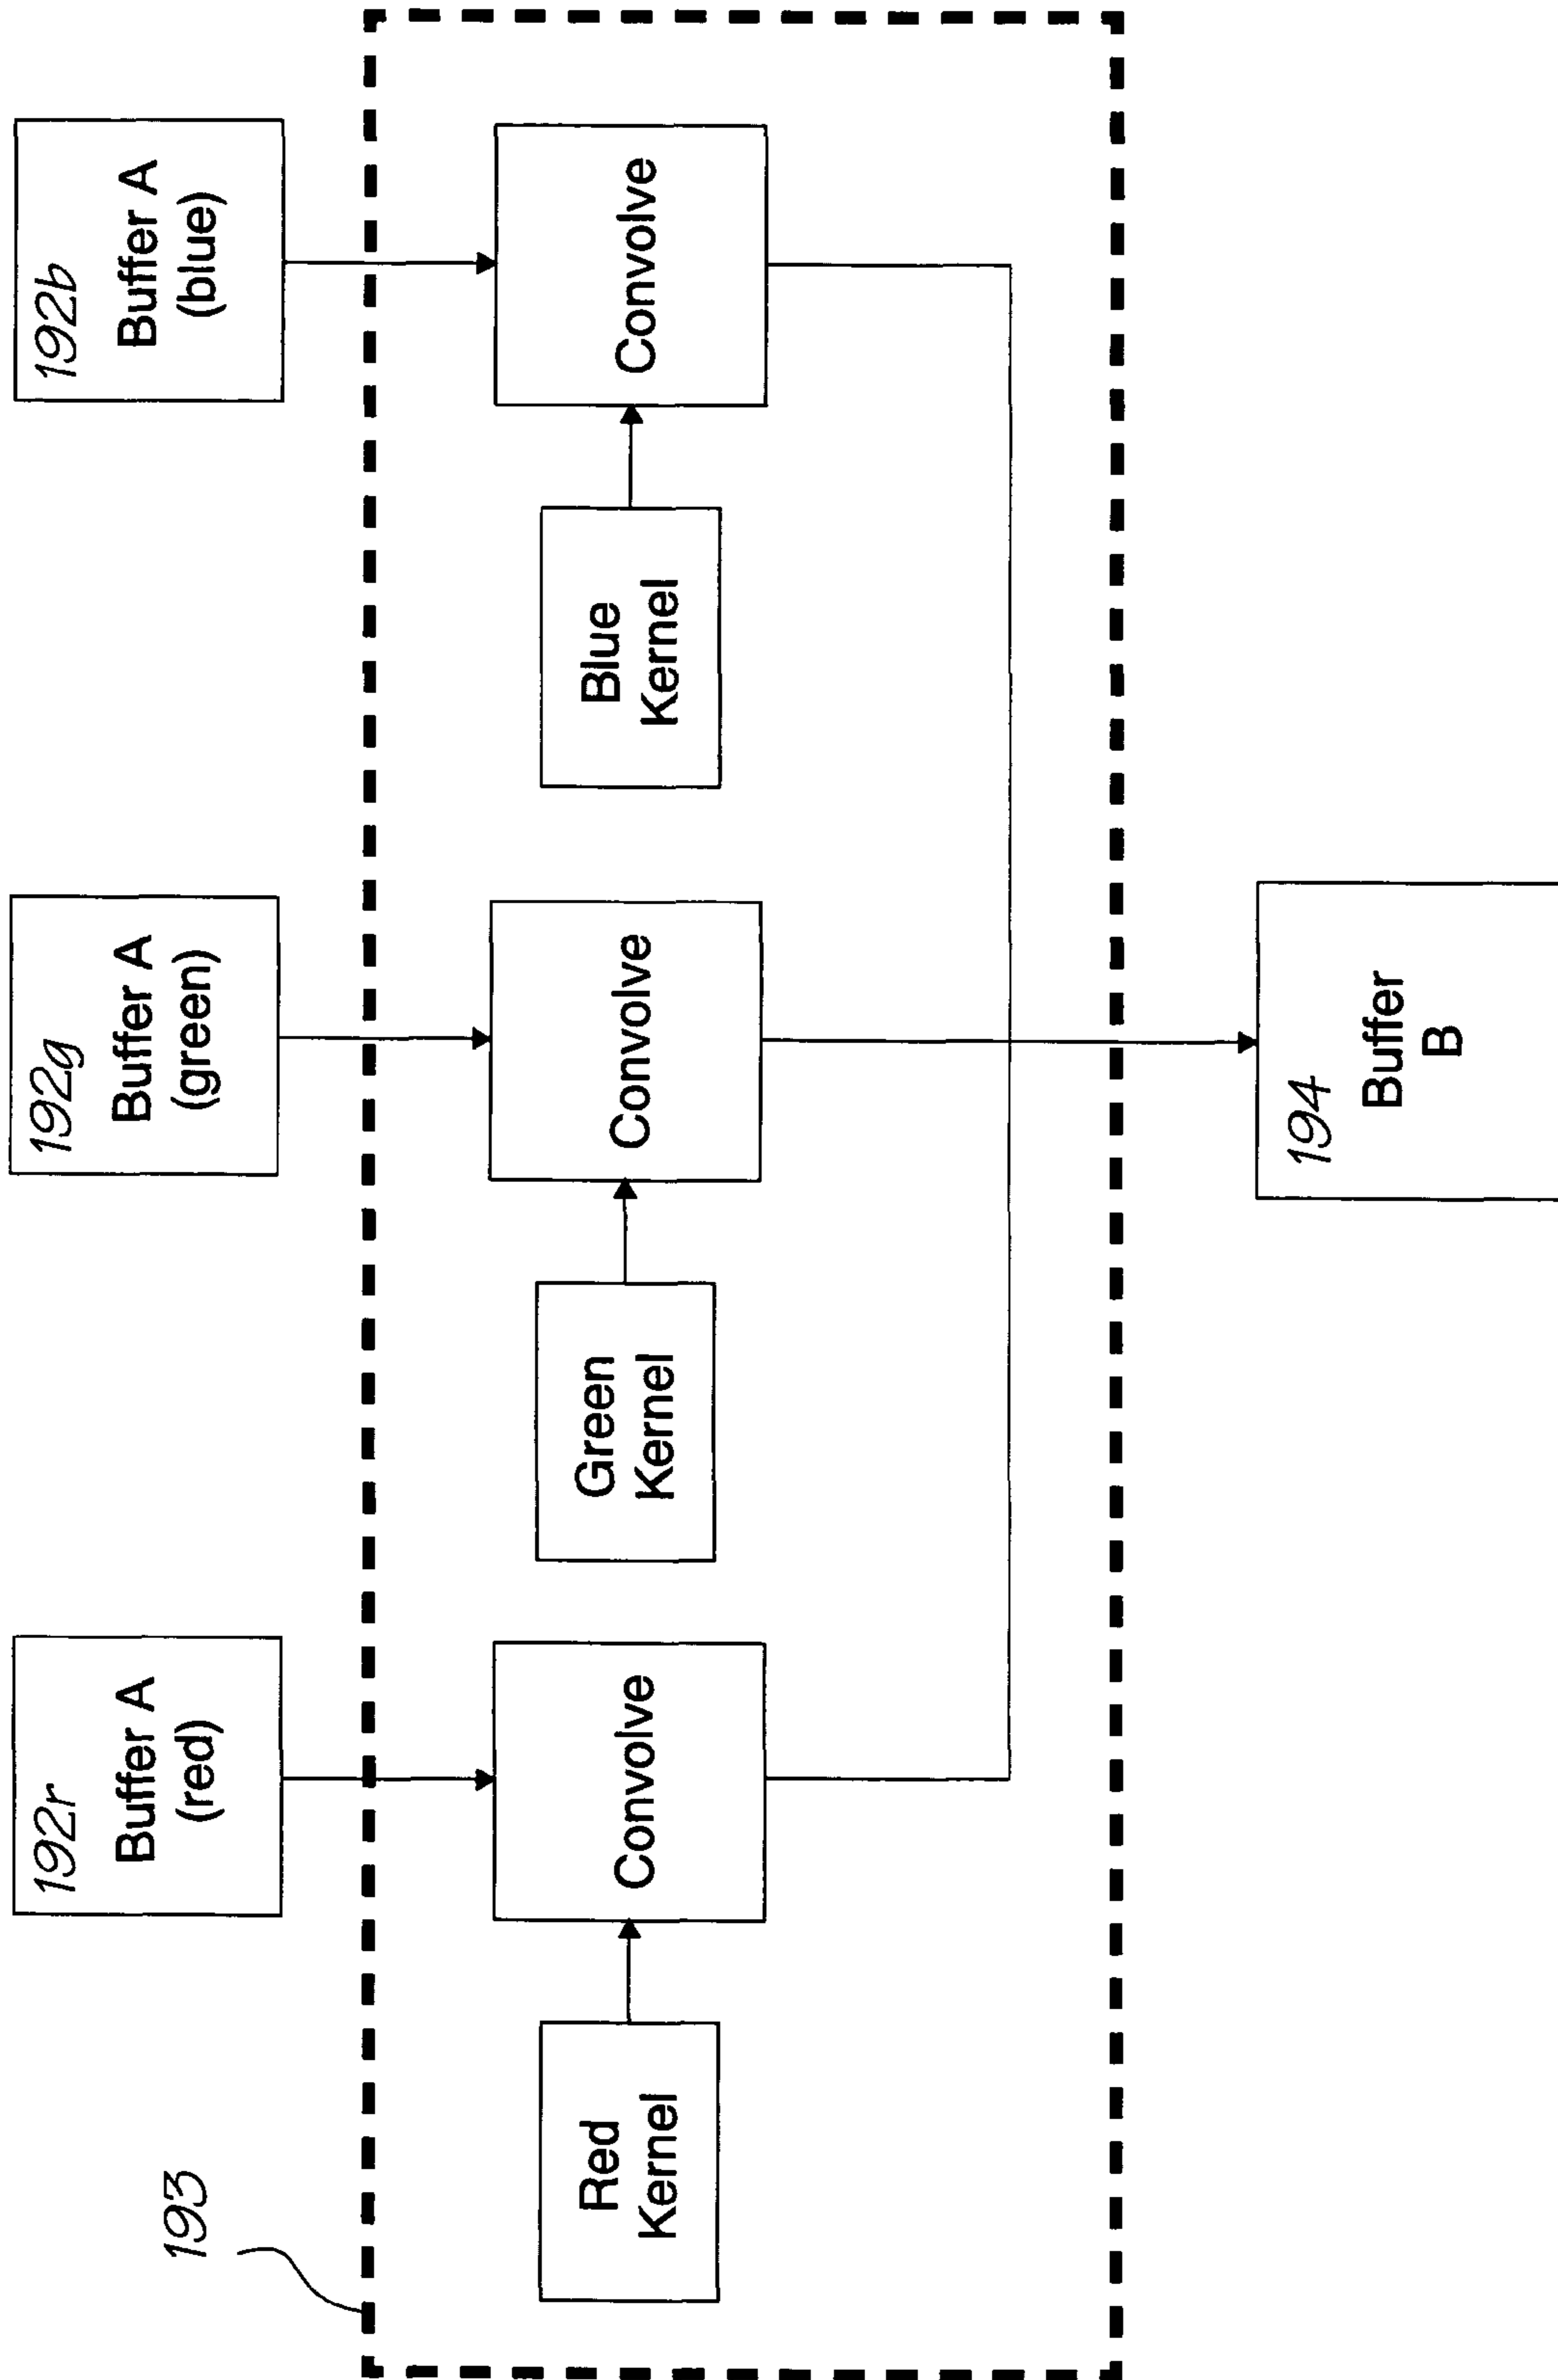 193
192r
Buffer A
(red)
192g
Buffer A
(green)
192b
Buffer A
(blue)
Red
Kernel
Convolve
Green
Kernel
Convolve
Blue
Kernel
Convolve
194
Buffer
B